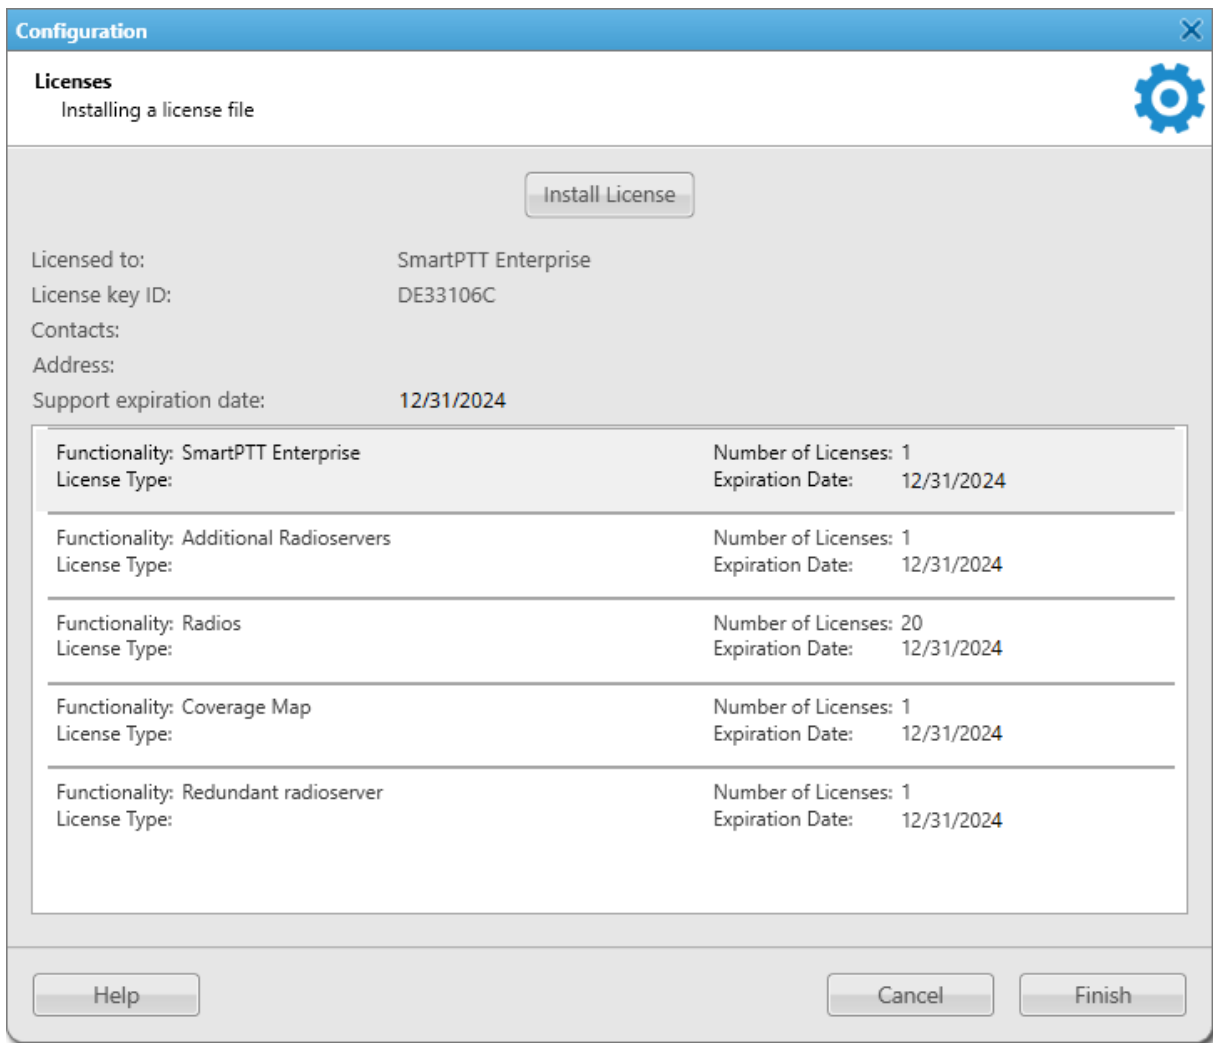 Configuration
Licenses
Installing a license file
Install License
Licensed to: SmartPTT Enterprise
License key ID: DE33106C
Contacts:
Address:
Support expiration date: 12/31/2024
Functionality: SmartPTT Enterprise Number of Licenses: 1
License Type: Expiration Date: 12/31/2024
Functionality: Additional Radioservers Number of Licenses: 1
License Type: Expiration Date: 12/31/2024
Functionality: Radios Number of Licenses: 20
License Type: Expiration Date: 12/31/2024
Functionality: Coverage Map Number of Licenses: 1
License Type: Expiration Date: 12/31/2024
Functionality: Redundant radioserver Number of Licenses: 1
License Type: Expiration Date: 12/31/2024
Help Cancel Finish